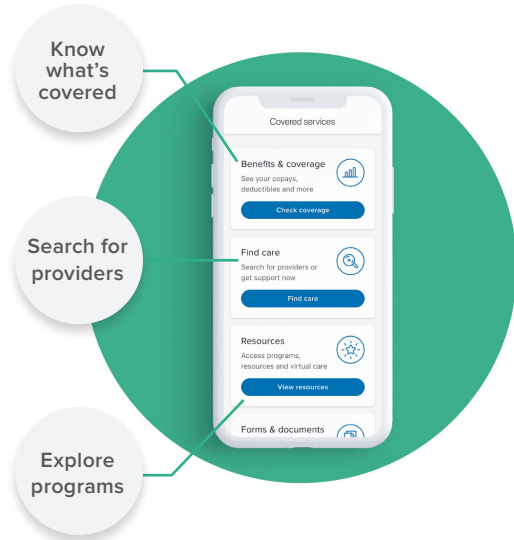 Know
what's
covered
Search for
providers
Explore
programs
Covered services
Benefits & coverage
See your copays,
deductibles and more
Check coverage
Find care
Search for providers or
get support now
Find care
Resources
Access programs,
resources and virtual care
View resources
Forms & documents